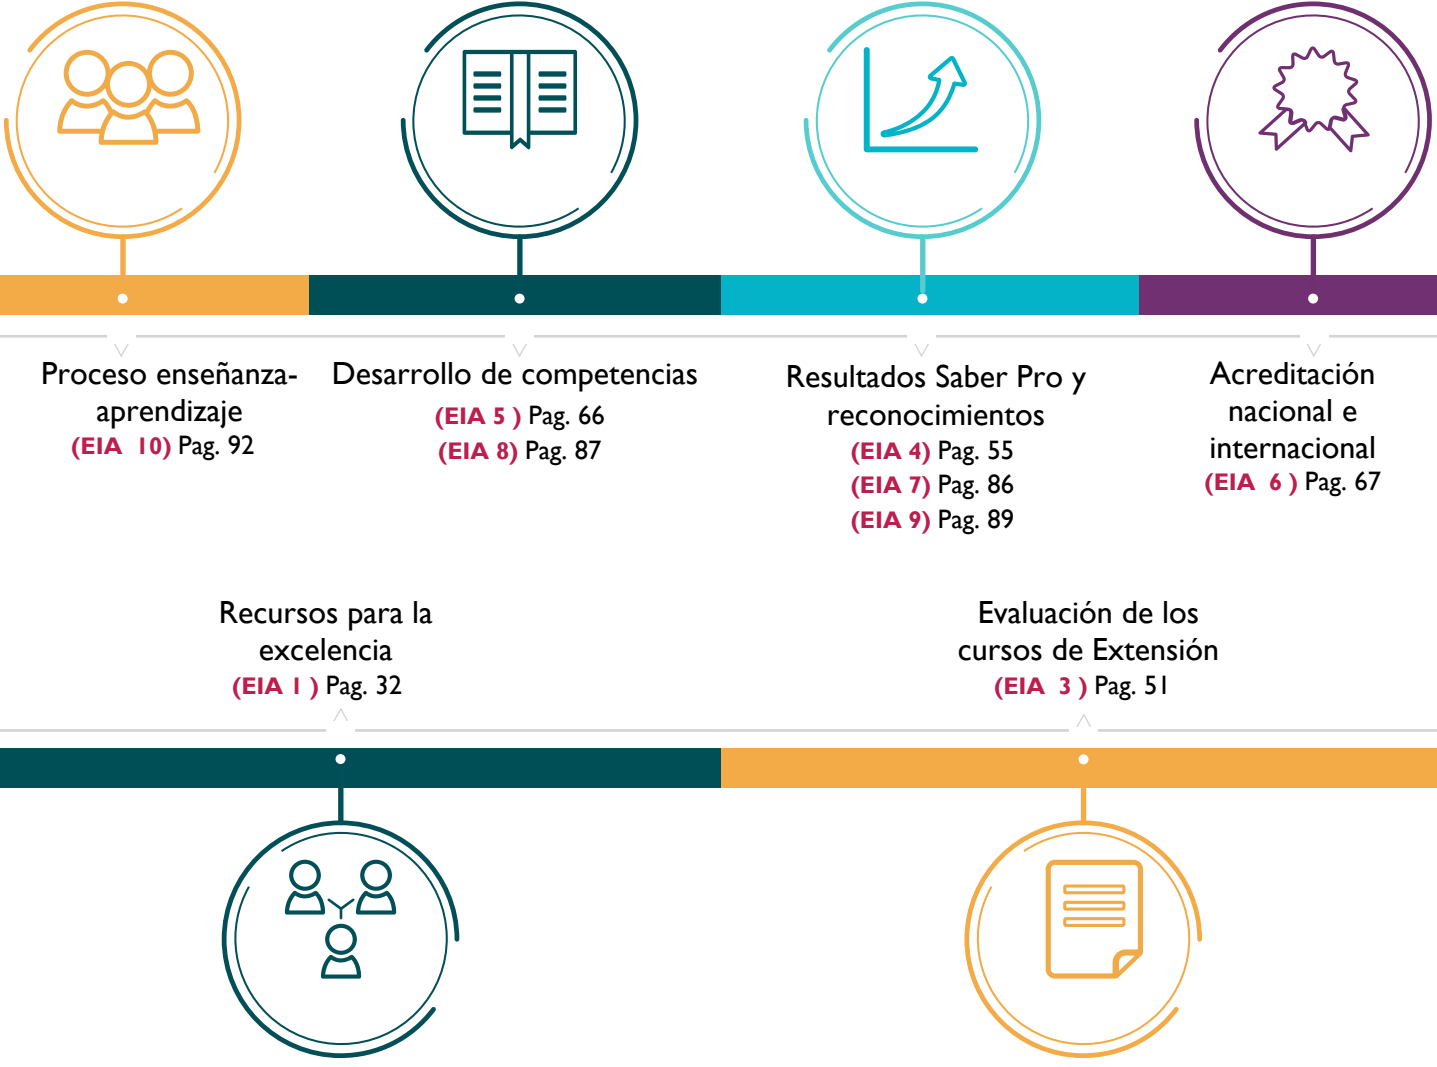 Proceso enseñanza-
aprendizaje
(EIA 10) Pag. 92
Desarrollo de competencias
(EIA 5 ) Pag. 66
(EIA 8) Pag. 87
Resultados Saber Pro y
reconocimientos
(EIA 4) Pag. 55
(EIA 7) Pag. 86
(EIA 9) Pag. 89
Acreditación
nacional e
internacional
(EIA 6 ) Pag. 67
Recursos para la
excelencia
(EIA 1 ) Pag. 32
Evaluación de los
cursos de Extensión
(EIA 3 ) Pag. 51